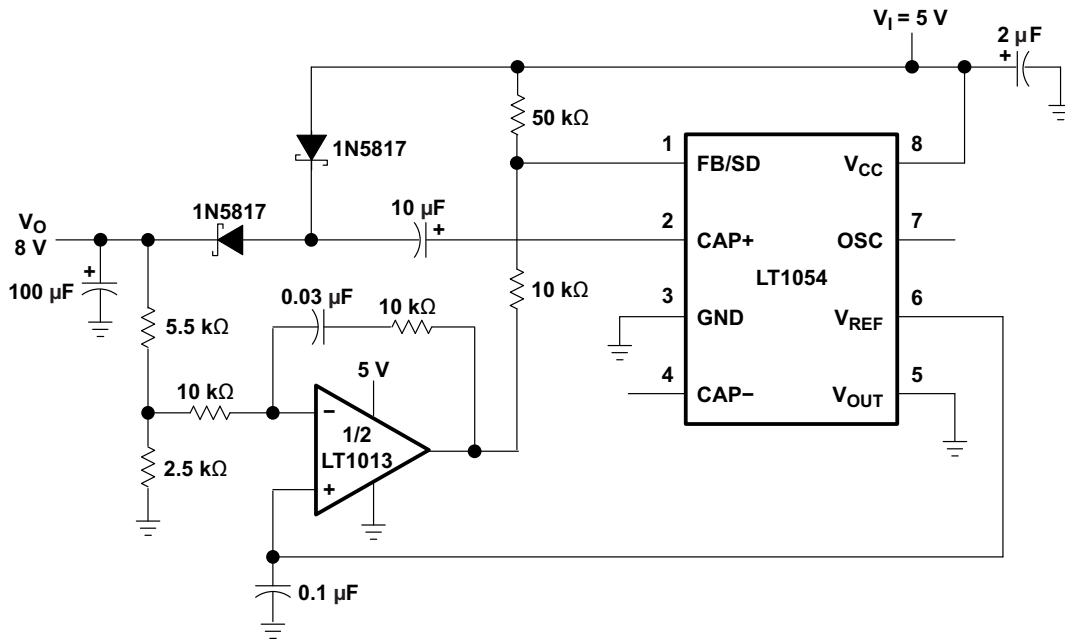 V_I = 5 V
2 µF
+
50 kΩ
1N5817
1
FB/SD
8
V_CC
V_O
8 V
1N5817
10 µF
+
2
CAP+
7
OSC
LT1054
+
100 µF
5.5 kΩ
0.03 µF
10 kΩ
10 kΩ
3
GND
6
V_REF
5 V
10 kΩ
4
CAP−
5
V_OUT
−
1/2
LT1013
+
2.5 kΩ
0.1 µF